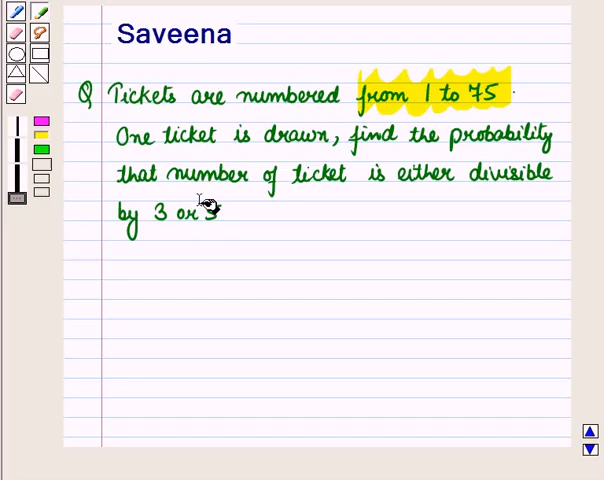 Saveena
Q Tickets are numbered from 1 to 75.
One ticket is drawn, find the probability
that number of ticket is either divisible
by 3 or 5